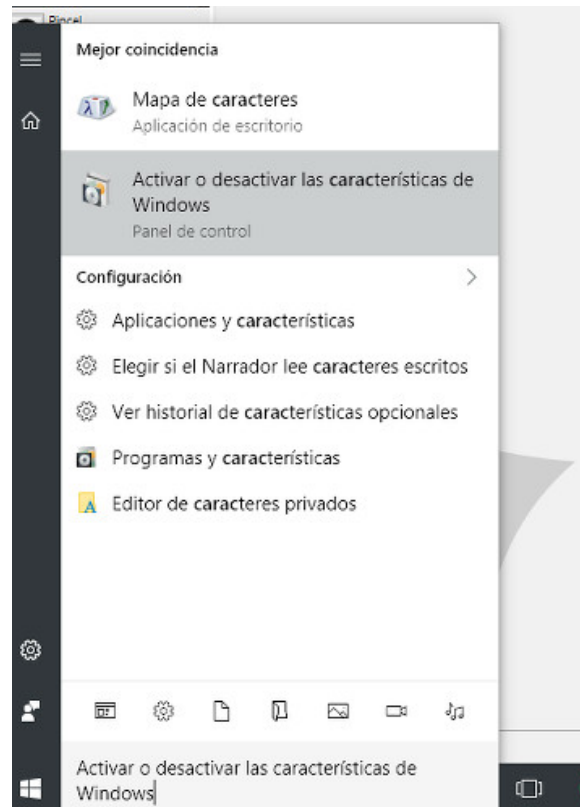 Pincel
Mejor coincidencia
Mapa de caracteres
Aplicación de escritorio
Activar o desactivar las características de
Windows
Panel de control
Configuración
Aplicaciones y características
Elegir si el Narrador lee caracteres escritos
Ver historial de características opcionales
Programas y características
Editor de caracteres privados
Activar o desactivar las características de
Windows